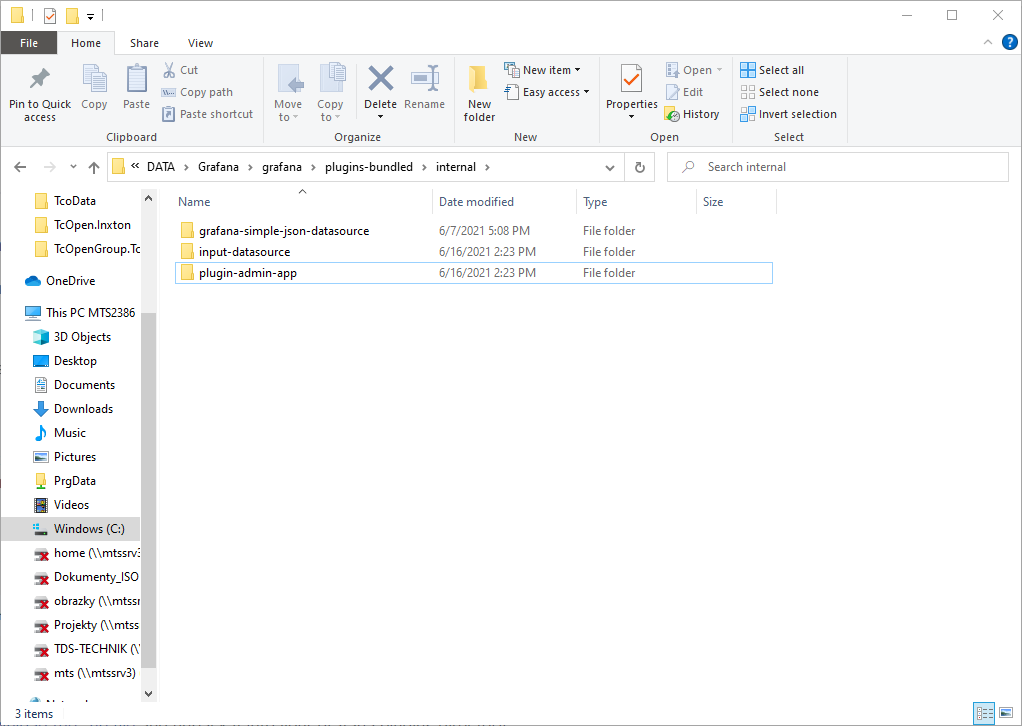 File Home Share View
Pin to Quick access
Copy
Paste
Cut
Copy path
Paste shortcut
Clipboard
Move to
Copy to
Delete
Rename
Organize
New folder
New item
Easy access
New
Properties
Open
Edit
History
Open
Select all
Select none
Invert selection
Select
« DATA > Grafana > grafana > plugins-bundled > internal >
Search internal
Name Date modified Type Size
grafana-simple-json-datasource 6/7/2021 5:08 PM File folder
input-datasource 6/16/2021 2:23 PM File folder
plugin-admin-app 6/16/2021 2:23 PM File folder
TcoData
TcOpen.Inxton
TcOpenGroup.Tc
OneDrive
This PC MTS2386
3D Objects
Desktop
Documents
Downloads
Music
Pictures
PrgData
Videos
Windows (C:)
home (\\mtssrv3
Dokumenty_ISO
obrazky (\\mtssr
Projekty (\\mtss
TDS-TECHNIK (\
mts (\\mtssrv3)
3 items